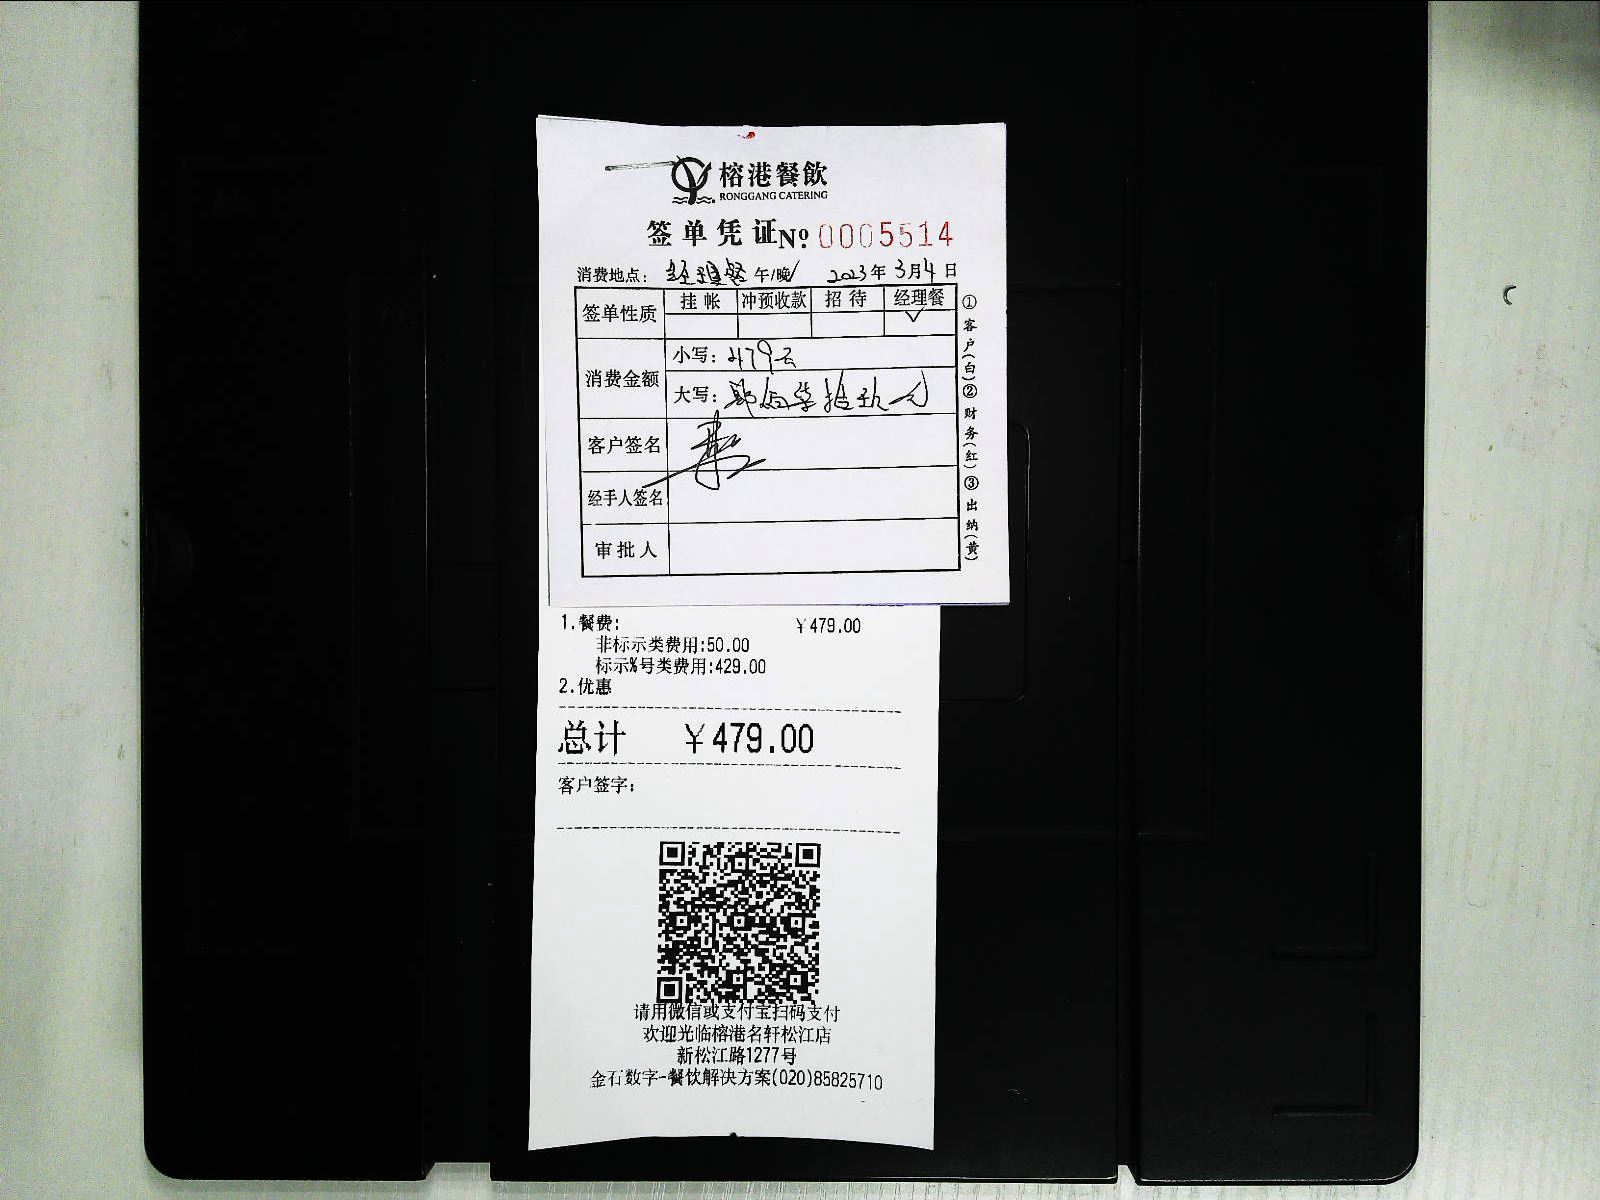 榕港餐飲
RONGGANG CATERING
签单凭证№ 0005514
消费地点： 经理餐 午/晚 2023年3月4日
签单性质 挂帐 冲预收款 招待 经理餐
✓
消费金额 小写：479元
大写：肆佰柒拾玖元
客户签名
经手人签名
审批人
①客户(白)②财务(红)③出纳(黄)
1.餐费: ￥479.00
非标示类费用:50.00
标示%号类费用:429.00
2.优惠
总计 ￥479.00
客户签字:
请用微信或支付宝扫码支付
欢迎光临榕港名轩松江店
新松江路1277号
金石数字-餐饮解决方案(020)85825710